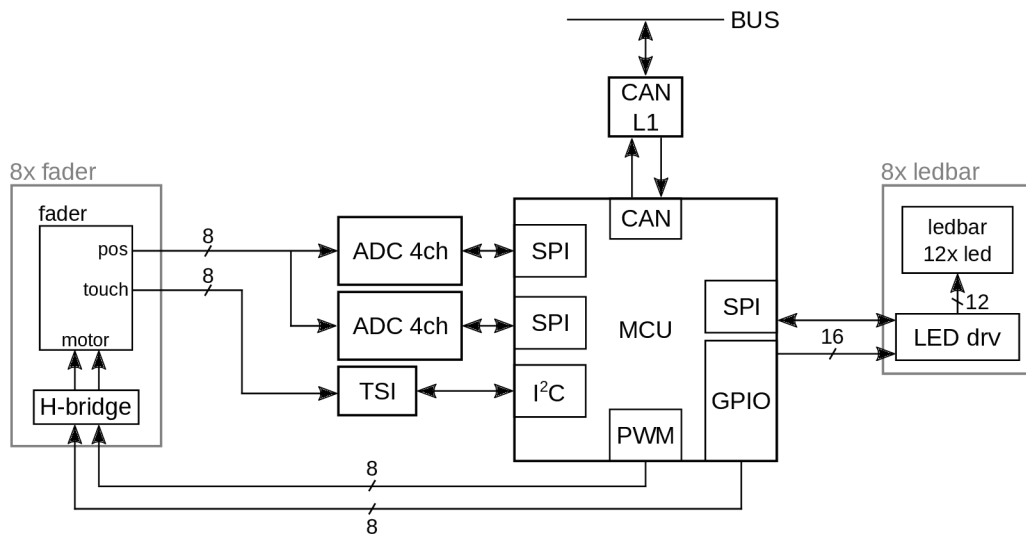 BUS
CAN
L1
8x fader
8x ledbar
fader
pos
touch
motor
H-bridge
8
8
ADC 4ch
ADC 4ch
TSI
CAN
SPI
SPI
I²C
MCU
PWM
SPI
GPIO
16
ledbar
12x led
12
LED drv
8
8